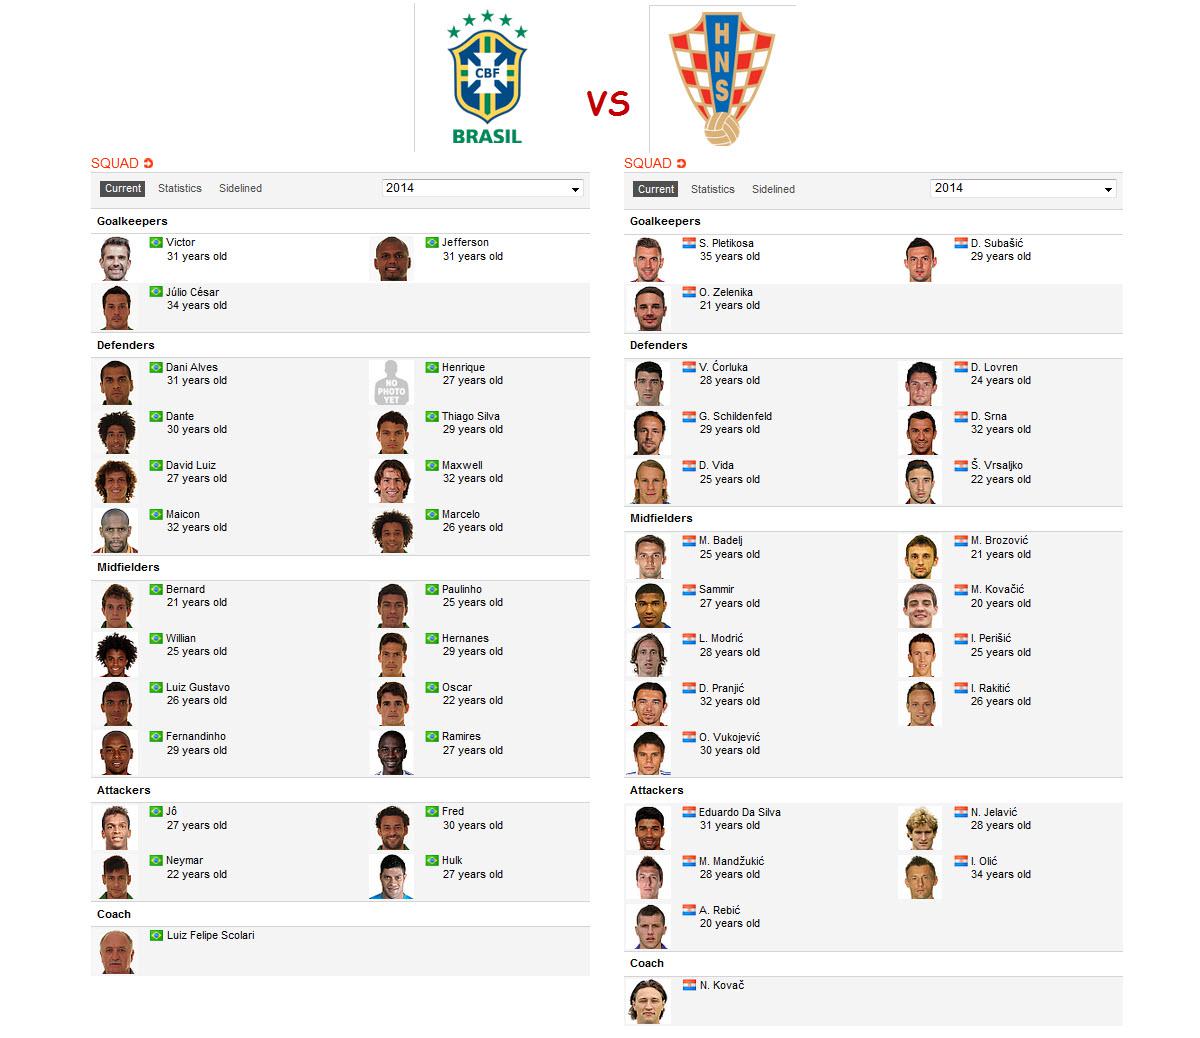 CBF
BRASIL
VS
HNS
SQUAD
Current Statistics Sidelined 2014
Goalkeepers
Victor
31 years old
Jefferson
31 years old
Júlio César
34 years old
Defenders
Dani Alves
31 years old
Henrique
27 years old
NO PHOTO YET
Dante
30 years old
Thiago Silva
29 years old
David Luiz
27 years old
Maxwell
32 years old
Maicon
32 years old
Marcelo
26 years old
Midfielders
Bernard
21 years old
Paulinho
25 years old
Willian
25 years old
Hernanes
29 years old
Luiz Gustavo
26 years old
Oscar
22 years old
Fernandinho
29 years old
Ramires
27 years old
Attackers
Jô
27 years old
Fred
30 years old
Neymar
22 years old
Hulk
27 years old
Coach
Luiz Felipe Scolari
SQUAD
Current Statistics Sidelined 2014
Goalkeepers
S. Pletikosa
35 years old
D. Subašić
29 years old
O. Zelenika
21 years old
Defenders
V. Ćorluka
28 years old
D. Lovren
24 years old
G. Schildenfeld
29 years old
D. Srna
32 years old
D. Vida
25 years old
Š. Vrsaljko
22 years old
Midfielders
M. Badelj
25 years old
M. Brozović
21 years old
Sammir
27 years old
M. Kovačić
20 years old
L. Modrić
28 years old
I. Perišić
25 years old
D. Pranjić
32 years old
I. Rakitić
26 years old
O. Vukojević
30 years old
Attackers
Eduardo Da Silva
31 years old
N. Jelavić
28 years old
M. Mandžukić
28 years old
I. Olić
34 years old
A. Rebić
20 years old
Coach
N. Kovač